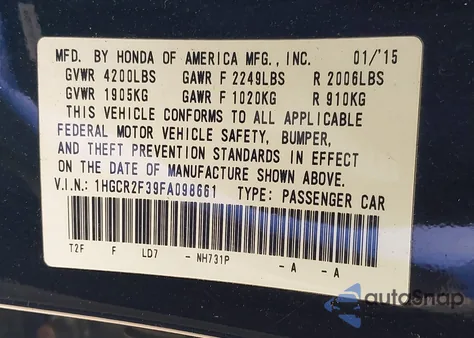 MFD. BY HONDA OF AMERICA MFG., INC. 01/'15
GVWR 4200LBS GAWR F 2249LBS R 2006LBS
GVWR 1905KG GAWR F 1020KG R 910KG
THIS VEHICLE CONFORMS TO ALL APPLICABLE
FEDERAL MOTOR VEHICLE SAFETY, BUMPER,
AND THEFT PREVENTION STANDARDS IN EFFECT
ON THE DATE OF MANUFACTURE SHOWN ABOVE.
V.I.N.: 1HGCR2F39FA098661 TYPE: PASSENGER CAR
T2F F LD7 - NH731P - A - A
autoSnap